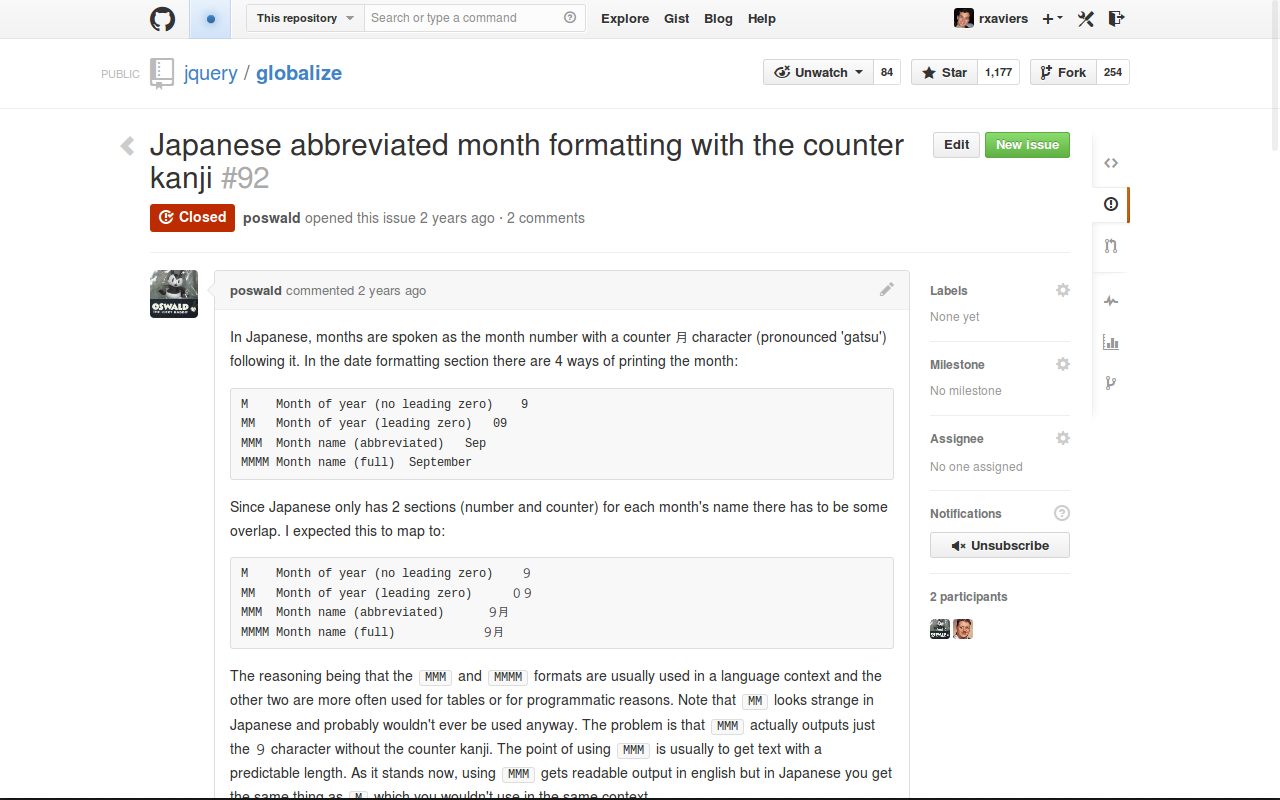 This repository
Search or type a command
Explore Gist Blog Help
rxaviers
PUBLIC jquery / globalize
Unwatch 84 Star 1,177 Fork 254
Japanese abbreviated month formatting with the counter
kanji #92
Edit New issue
Closed poswald opened this issue 2 years ago · 2 comments
OSWALD
poswald commented 2 years ago
In Japanese, months are spoken as the month number with a counter 月 character (pronounced 'gatsu')
following it. In the date formatting section there are 4 ways of printing the month:
M    Month of year (no leading zero)    9
MM   Month of year (leading zero)   09
MMM  Month name (abbreviated)   Sep
MMMM Month name (full)  September
Since Japanese only has 2 sections (number and counter) for each month's name there has to be some
overlap. I expected this to map to:
M    Month of year (no leading zero)    ９
MM   Month of year (leading zero)      ０９
MMM  Month name (abbreviated)      ９月
MMMM Month name (full)            ９月
The reasoning being that the MMM and MMMM formats are usually used in a language context and the
other two are more often used for tables or for programmatic reasons. Note that MM looks strange in
Japanese and probably wouldn't ever be used anyway. The problem is that MMM actually outputs just
the ９ character without the counter kanji. The point of using MMM is usually to get text with a
predictable length. As it stands now, using MMM gets readable output in english but in Japanese you get
the same thing as M which you wouldn't use in the same context.
Labels
None yet
Milestone
No milestone
Assignee
No one assigned
Notifications
Unsubscribe
2 participants